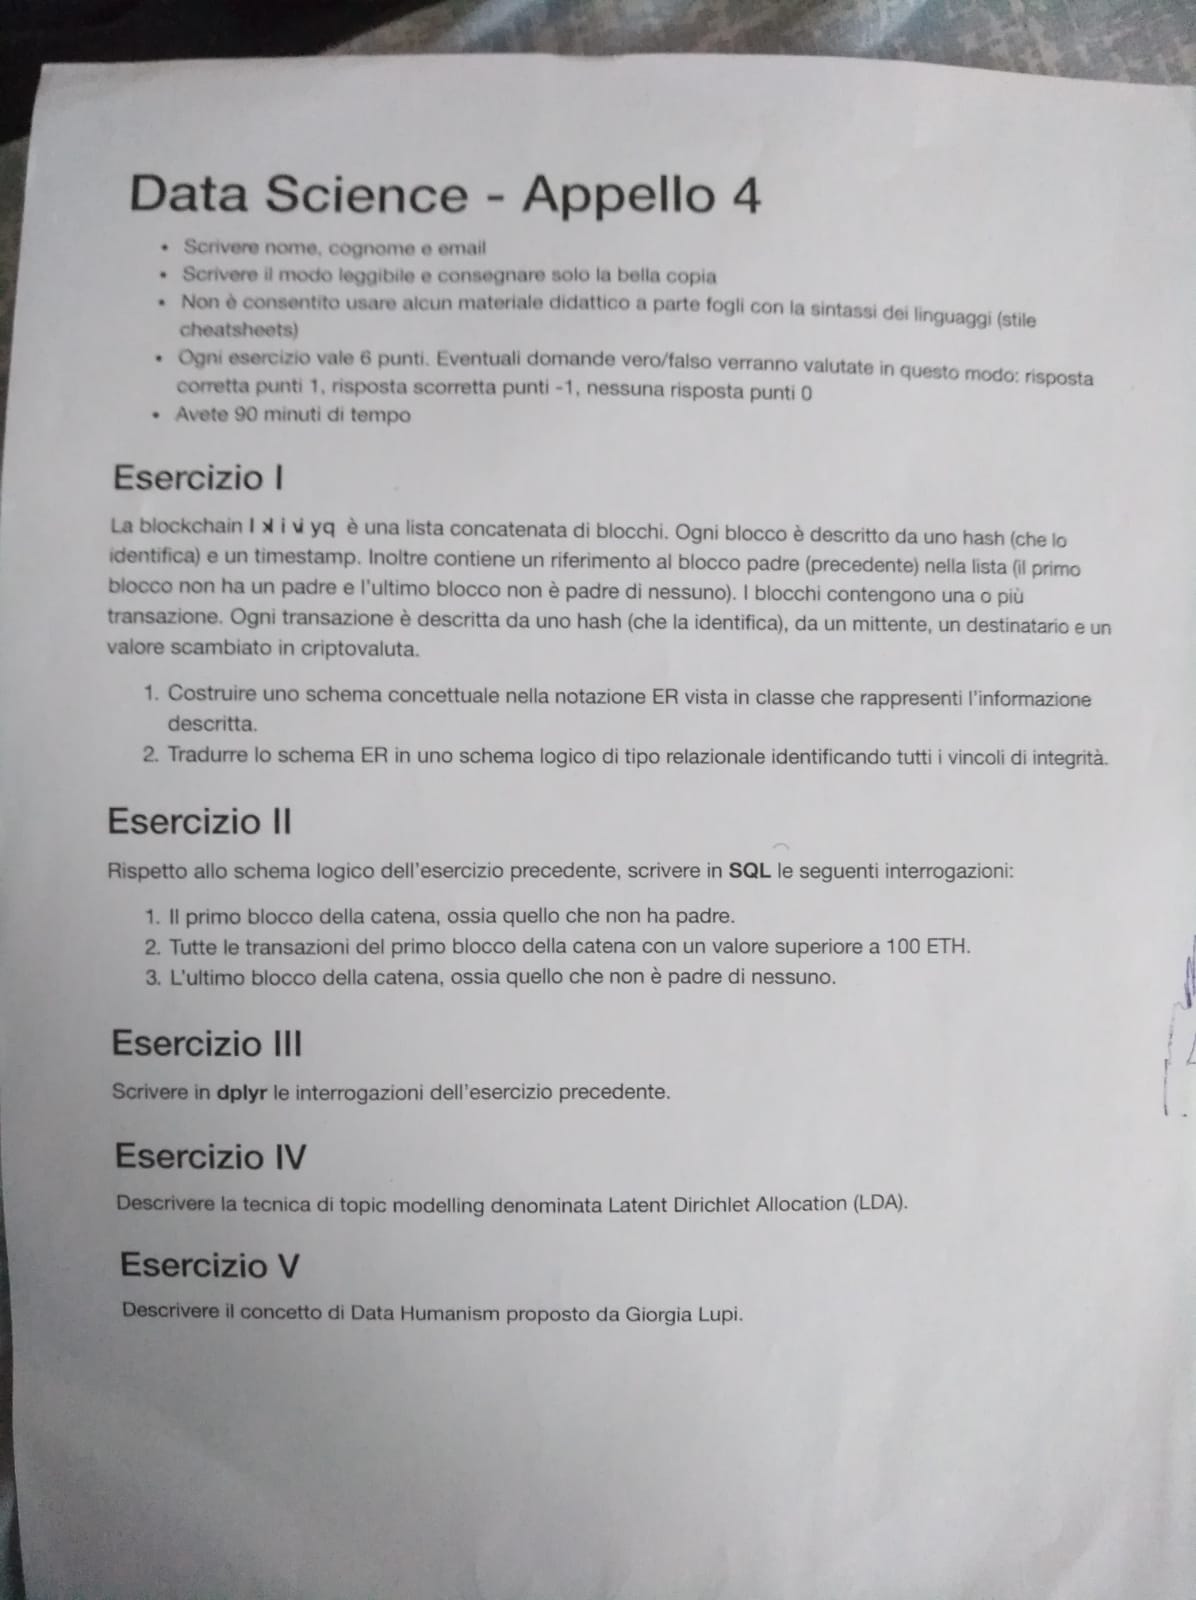 Data Science - Appello 4
• Scrivere nome, cognome e email
• Scrivere il modo leggibile e consegnare solo la bella copia
• Non è consentito usare alcun materiale didattico a parte fogli con la sintassi dei linguaggi (stile
cheatsheets)
• Ogni esercizio vale 6 punti. Eventuali domande vero/falso verranno valutate in questo modo: risposta
corretta punti 1, risposta scorretta punti -1, nessuna risposta punti 0
• Avete 90 minuti di tempo
Esercizio I
La blockchain è una lista concatenata di blocchi. Ogni blocco è descritto da uno hash (che lo
identifica) e un timestamp. Inoltre contiene un riferimento al blocco padre (precedente) nella lista (il primo
blocco non ha un padre e l'ultimo blocco non è padre di nessuno). I blocchi contengono una o più
transazione. Ogni transazione è descritta da uno hash (che la identifica), da un mittente, un destinatario e un
valore scambiato in criptovaluta.
1. Costruire uno schema concettuale nella notazione ER vista in classe che rappresenti l'informazione
descritta.
2. Tradurre lo schema ER in uno schema logico di tipo relazionale identificando tutti i vincoli di integrità.
Esercizio II
Rispetto allo schema logico dell'esercizio precedente, scrivere in SQL le seguenti interrogazioni:
1. Il primo blocco della catena, ossia quello che non ha padre.
2. Tutte le transazioni del primo blocco della catena con un valore superiore a 100 ETH.
3. L'ultimo blocco della catena, ossia quello che non è padre di nessuno.
Esercizio III
Scrivere in dplyr le interrogazioni dell'esercizio precedente.
Esercizio IV
Descrivere la tecnica di topic modelling denominata Latent Dirichlet Allocation (LDA).
Esercizio V
Descrivere il concetto di Data Humanism proposto da Giorgia Lupi.